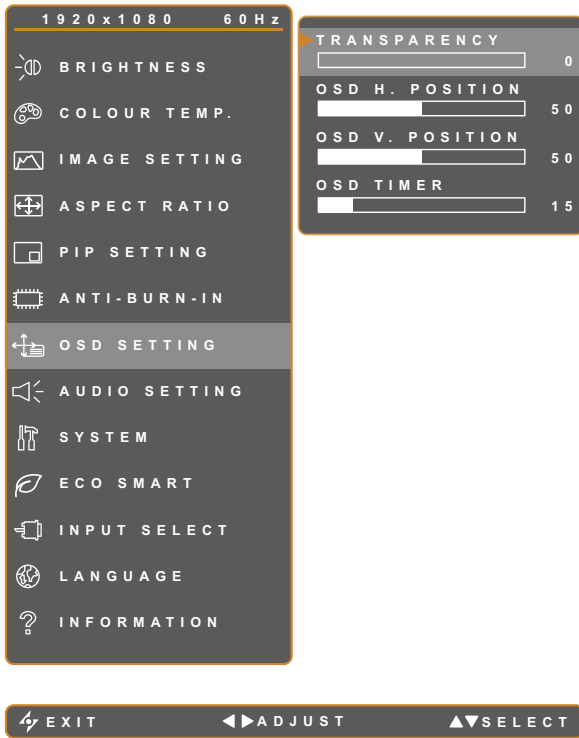 1920x1080 60Hz
BRIGHTNESS
COLOUR TEMP.
IMAGE SETTING
ASPECT RATIO
PIP SETTING
ANTI-BURN-IN
OSD SETTING
AUDIO SETTING
SYSTEM
ECO SMART
INPUT SELECT
LANGUAGE
INFORMATION
TRANSPARENCY
0
OSD H. POSITION
50
OSD V. POSITION
50
OSD TIMER
15
EXIT ADJUST SELECT